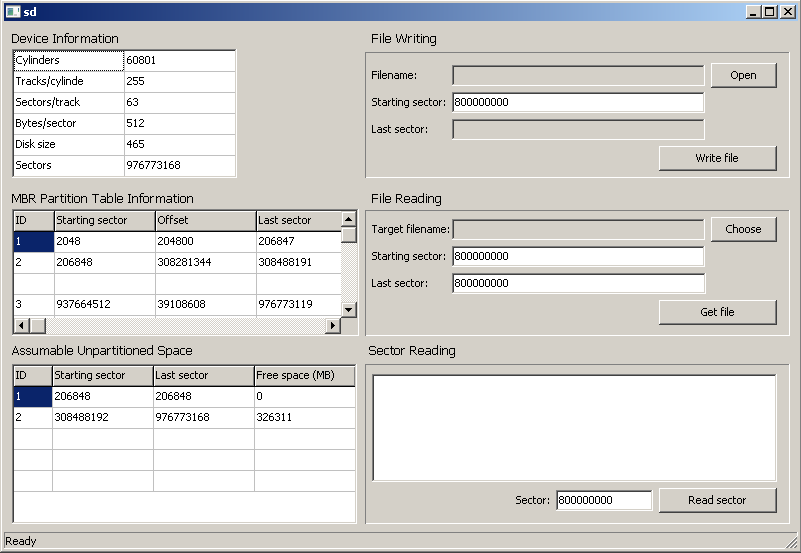 sd
Device Information
Cylinders 60801
Tracks/cylinde 255
Sectors/track 63
Bytes/sector 512
Disk size 465
Sectors 976773168
MBR Partition Table Information
ID Starting sector Offset Last sector
1 2048 204800 206847
2 206848 308281344 308488191
3 937664512 39108608 976773119
Assumable Unpartitioned Space
ID Starting sector Last sector Free space (MB)
1 206848 206848 0
2 308488192 976773168 326311
File Writing
Filename: Open
Starting sector: 800000000
Last sector:
Write file
File Reading
Target filename: Choose
Starting sector: 800000000
Last sector: 800000000
Get file
Sector Reading
Sector: 800000000 Read sector
Ready